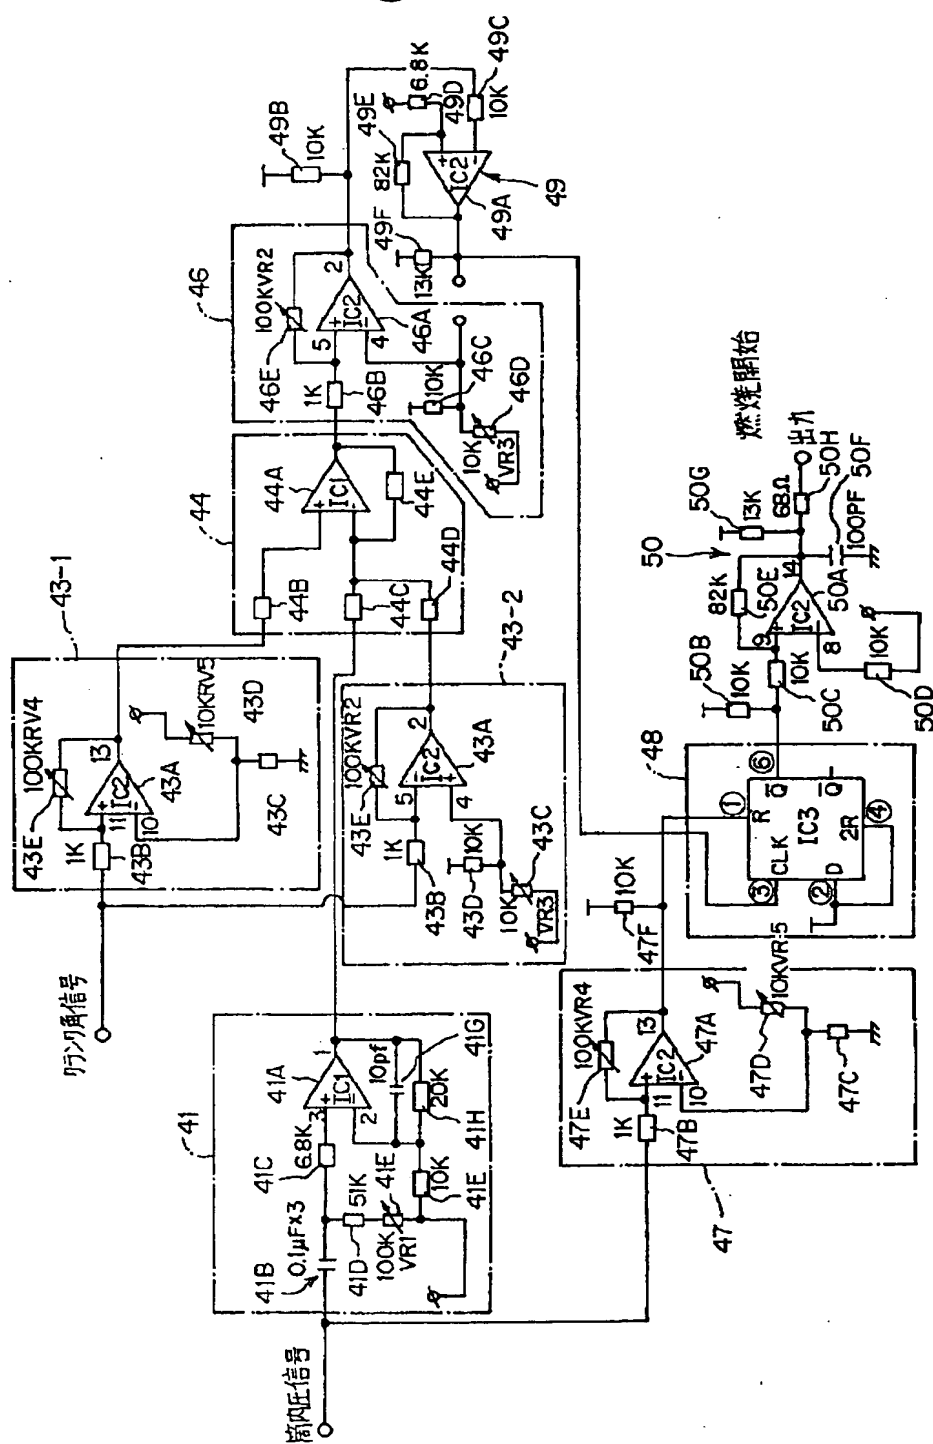 筒内圧信号
クランク角信号
41
41B
0.1μF×3
41C
6.8K
41D
51K
100K
VR1
41E
10K
41E
3
2
+
-
IC1
1
41A
10pf
41G
20K
41H
43-1
43E
100KRV4
1K
43B
11
10
+
-
IC2
13
43A
10KRV5
43D
43C
43-2
43E
100KVR2
1K
43B
5
4
-
+
IC2
2
43A
10K
43D
10K
43C
VR3
44
44B
44C
44D
44A
+
-
IC1
44E
46
46E
100KVR2
1K
46B
5
4
+
-
IC2
2
46A
10K
46C
10K
46D
VR3
49B
10K
49F
13K
49E
82K
+
-
IC2
49A
49
6.8K
49D
10K
49C
47
47E
100KVR4
1K
47B
11
10
+
-
IC2
13
47A
47D
10KVR5
47C
47F
10K
48
③
CLK
②
D
①
R
IC3
2R
④
⑥
Q̅
Q
50B
10K
10K
50C
9
8
+
IC2
14
50A
82K
50E
50
50G
13K
68Ω
50H
100PF
50F
10K
50D
燃焼開始
出力